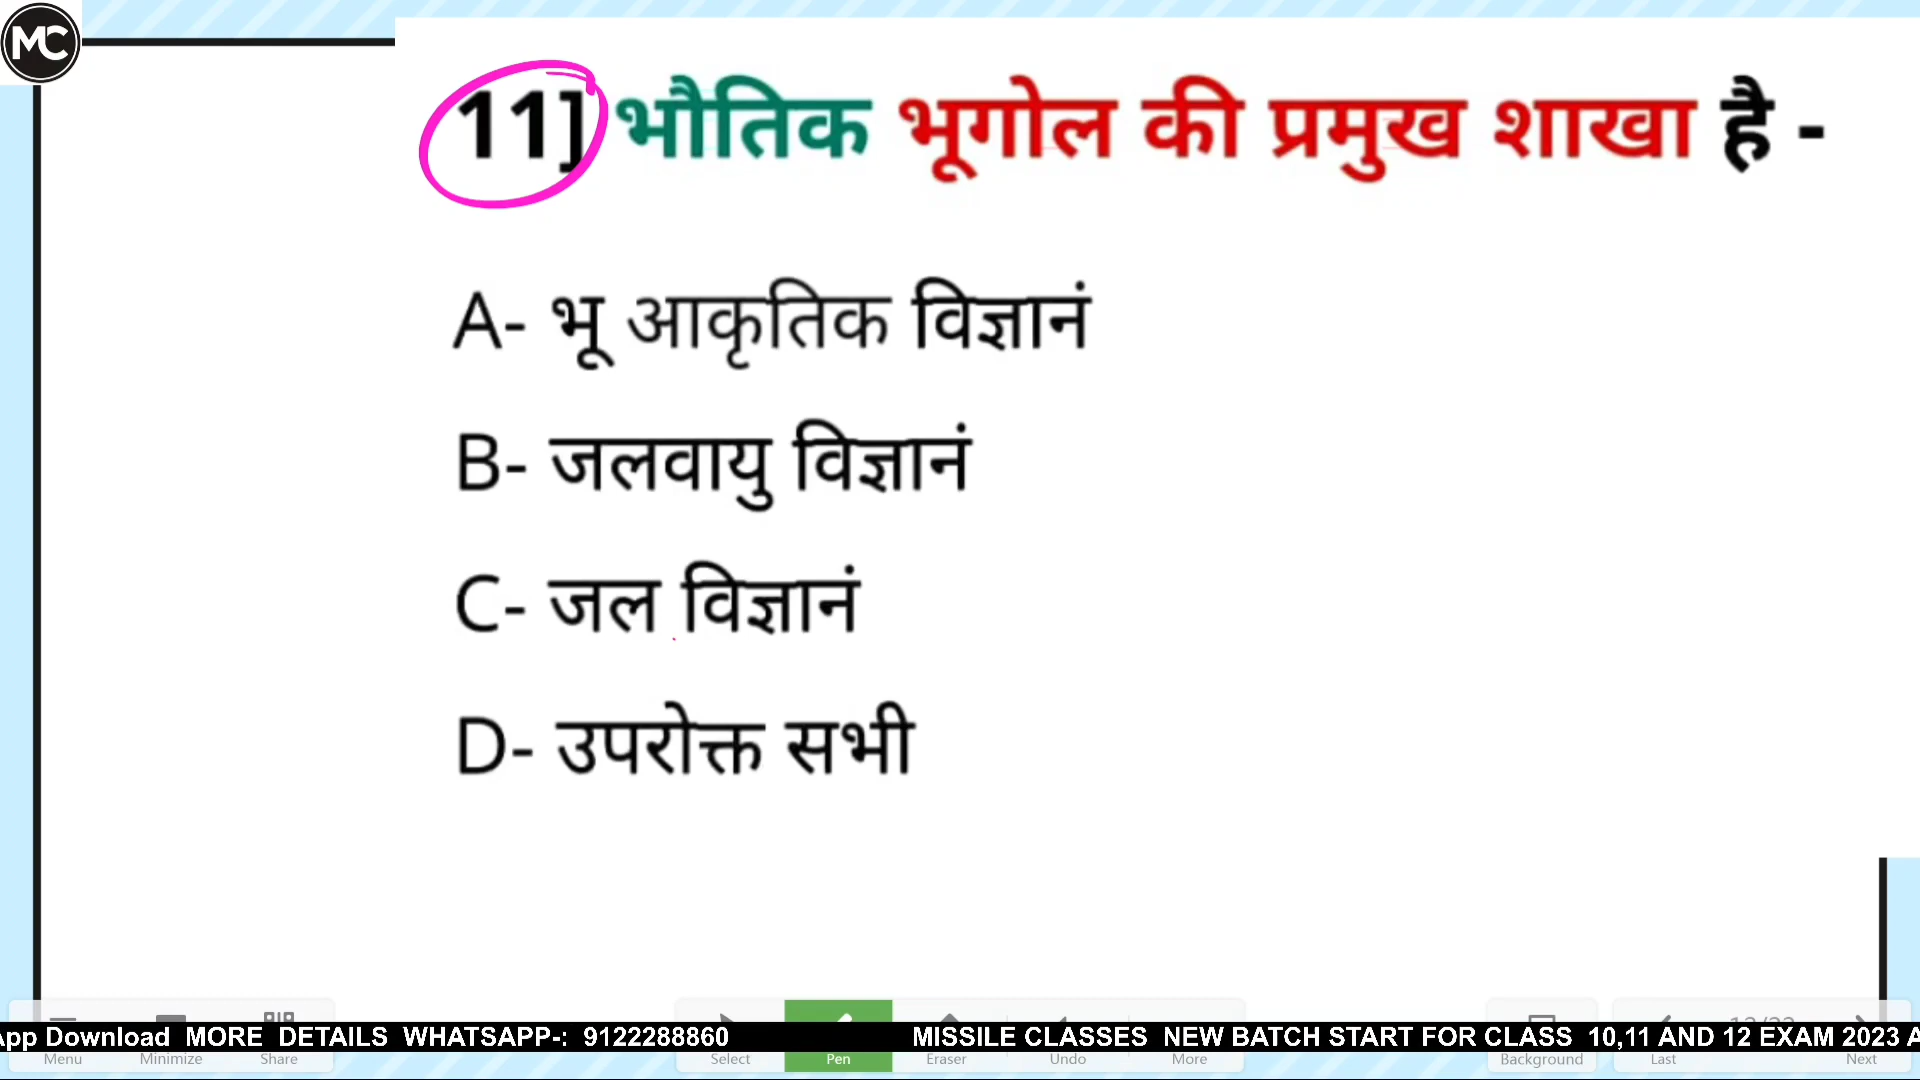 MC
11] भौतिक भूगोल की प्रमुख शाखा है -
A- भू आकृतिक विज्ञानं
B- जलवायु विज्ञानं
C- जल विज्ञानं
D- उपरोक्त सभी
App Download MORE DETAILS WHATSAPP-: 9122288860 MISSILE CLASSES NEW BATCH START FOR CLASS 10,11 AND 12 EXAM 2023 A
Menu Minimize Share Select Pen Eraser Undo More Background Last Next